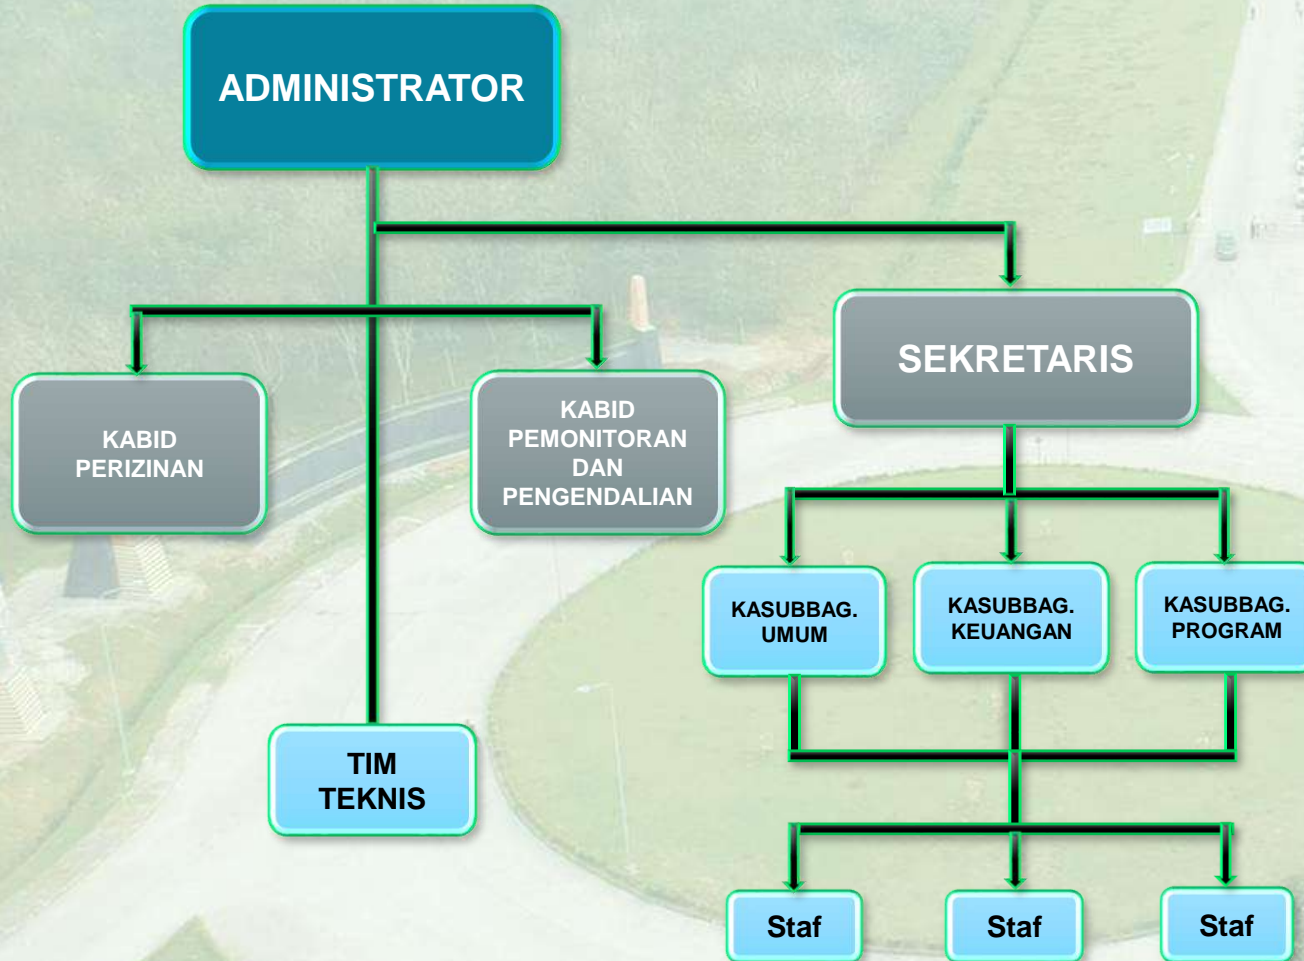 ADMINISTRATOR
SEKRETARIS
KABID
PERIZINAN
KABID
PEMONITORAN
DAN
PENGENDALIAN
KASUBBAG.
UMUM
KASUBBAG.
KEUANGAN
KASUBBAG.
PROGRAM
TIM
TEKNIS
Staf
Staf
Staf